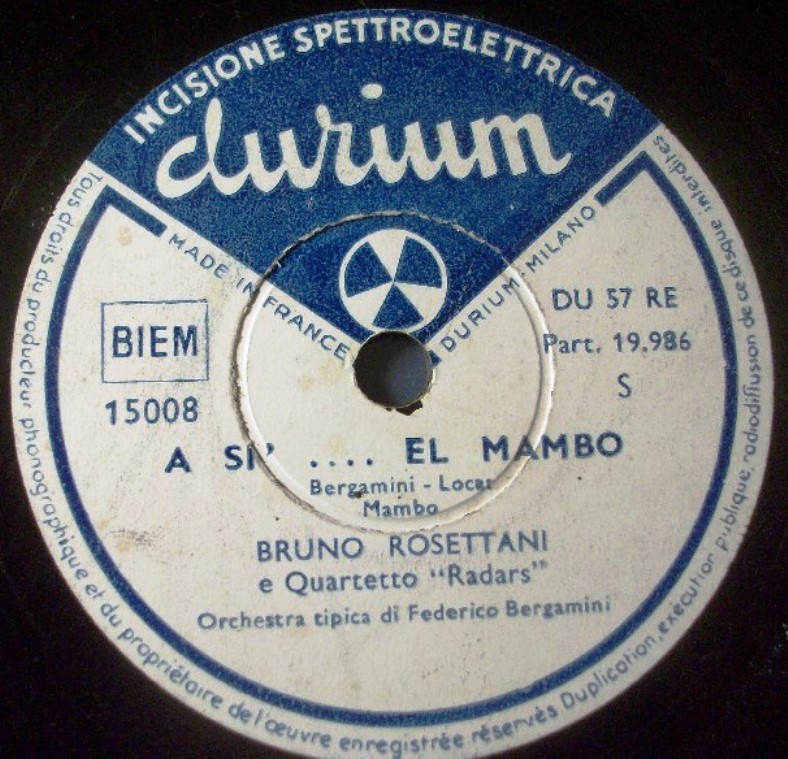 INCISIONE SPETTROELETTRICA
durium
MADE IN FRANCE
DURIUM-MILANO
BIEM
15008
DU 57 RE
Part. 19.986
S
A SI' .... EL MAMBO
Bergamini - Locat
Mambo
BRUNO ROSETTANI
e Quartetto "Radars"
Orchestra tipica di Federico Bergamini
Tous droits du producteur phonographique et du propriétaire de l'œuvre enregistrée réservés Duplication, exécution publique, radiodiffusion de ce disque interdites